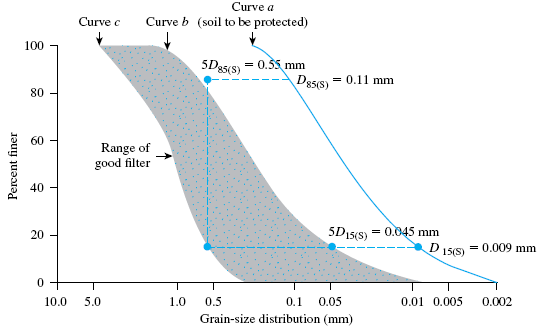 Curve a
Curve c Curve b (soil to be protected)
100
5D85(S) = 0.55 mm
D85(S) = 0.11 mm
80
60
Range of
good filter
40
Percent finer
20
5D15(S) = 0.045 mm
D 15(S) = 0.009 mm
0
10.0 5.0 1.0 0.5 0.1 0.05 0.01 0.005 0.002
Grain-size distribution (mm)